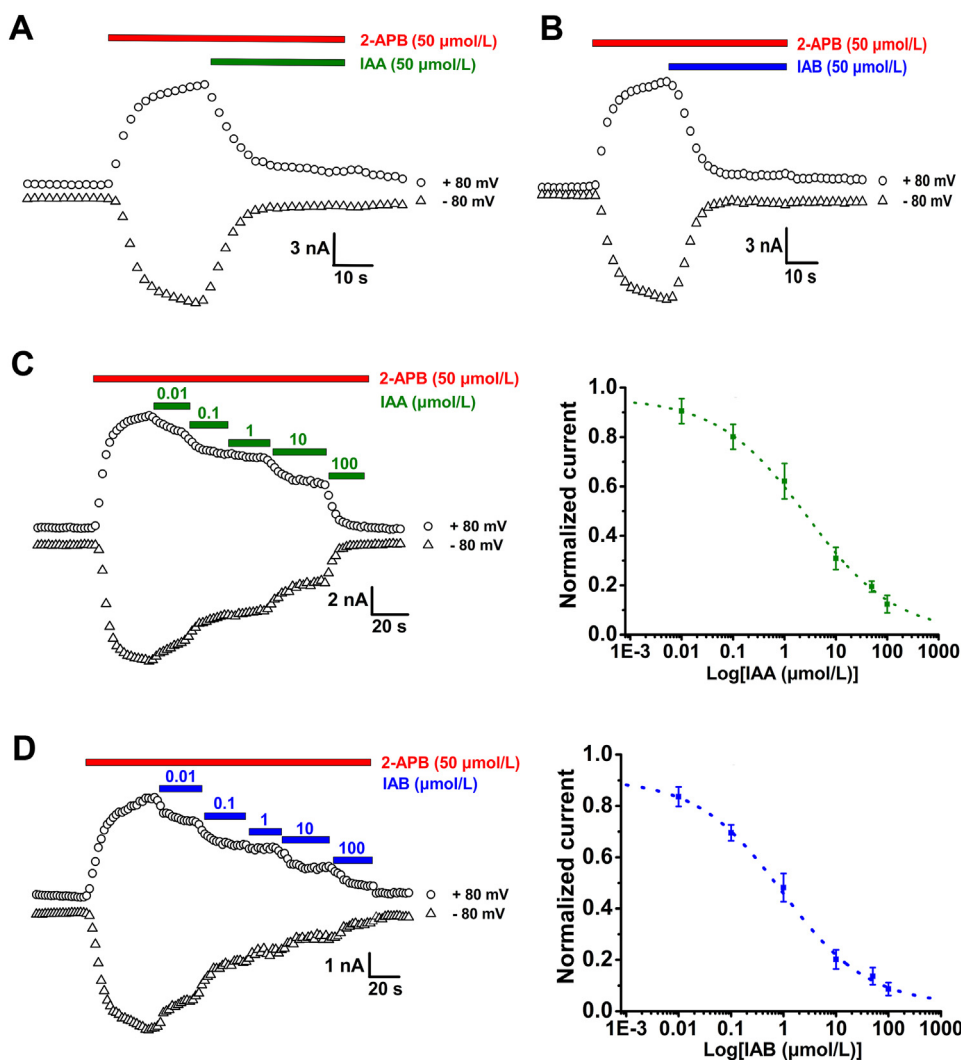 A
2-APB (50 µmol/L)
IAA (50 µmol/L)
+ 80 mV
- 80 mV
3 nA
10 s
B
2-APB (50 µmol/L)
IAB (50 µmol/L)
+ 80 mV
- 80 mV
3 nA
10 s
C
2-APB (50 µmol/L)
IAA (µmol/L)
0.01
0.1
1
10
100
+ 80 mV
- 80 mV
2 nA
20 s
Normalized current
1.0
0.8
0.6
0.4
0.2
0.0
1E-3 0.01 0.1 1 10 100 1000
Log[IAA (µmol/L)]
D
2-APB (50 µmol/L)
IAB (µmol/L)
0.01
0.1
1
10
100
+ 80 mV
- 80 mV
1 nA
20 s
Normalized current
1.0
0.8
0.6
0.4
0.2
0.0
1E-3 0.01 0.1 1 10 100 1000
Log[IAB (µmol/L)]